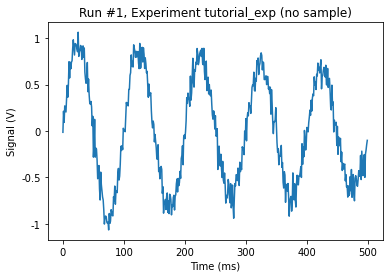 Run #1, Experiment tutorial_exp (no sample)
1
0.5
0
-0.5
-1
Signal (V)
0 100 200 300 400 500
Time (ms)